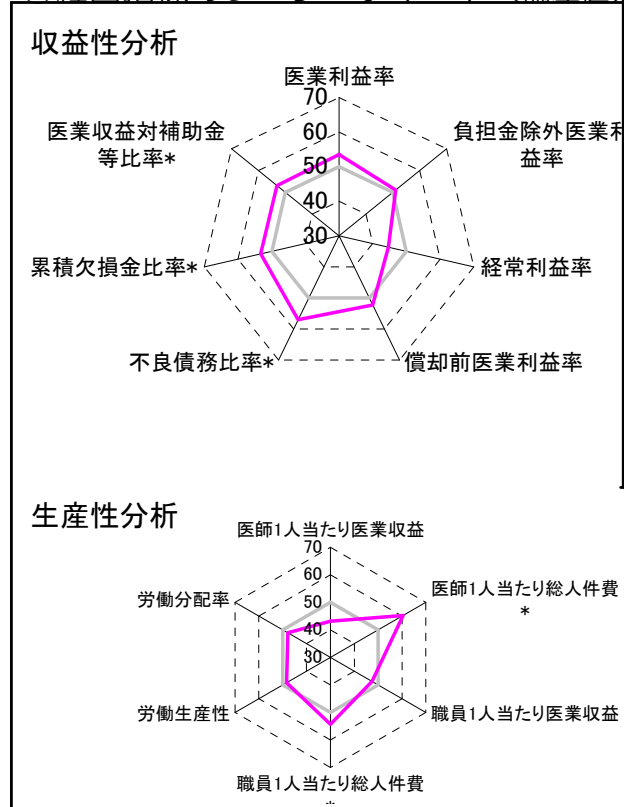 収益性分析
医業利益率
70
60
50
40
30
負担金除外医業利
益率
経常利益率
償却前医業利益率
不良債務比率*
累積欠損金比率*
医業収益対補助金
等比率*
生産性分析
医師1人当たり医業収益
70
60
50
40
30
医師1人当たり総人件費
*
職員1人当たり医業収益
職員1人当たり総人件費
*
労働生産性
労働分配率